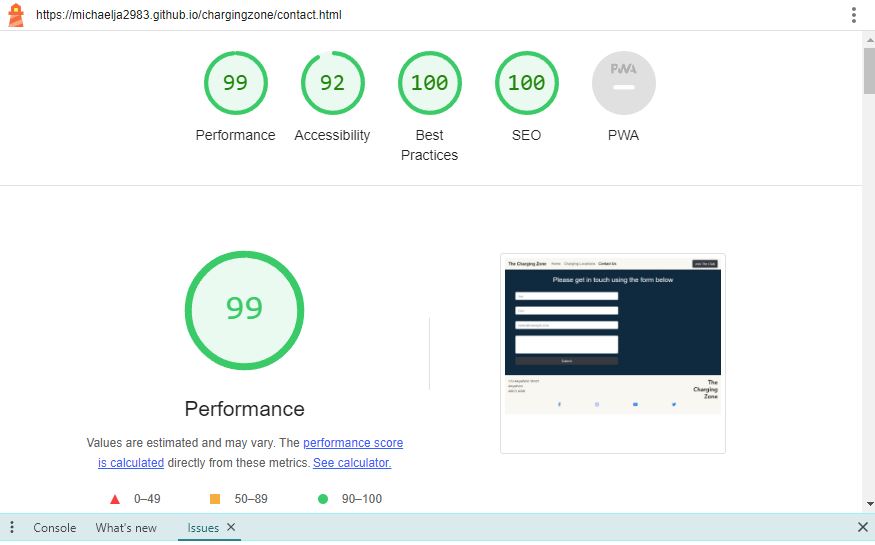 https://michaelja2983.github.io/chargingzone/contact.html
99
92
100
100
PWA
Performance
Accessibility
Best
Practices
SEO
PWA
99
Performance
Values are estimated and may vary. The performance score
is calculated directly from these metrics. See calculator.
0–49
50–89
90–100
The Charging Zone
Home
Charging Locations
Contact Us
Join The Club
Please get in touch using the form below
Submit
The
Charging
Zone
Console
What's new
Issues